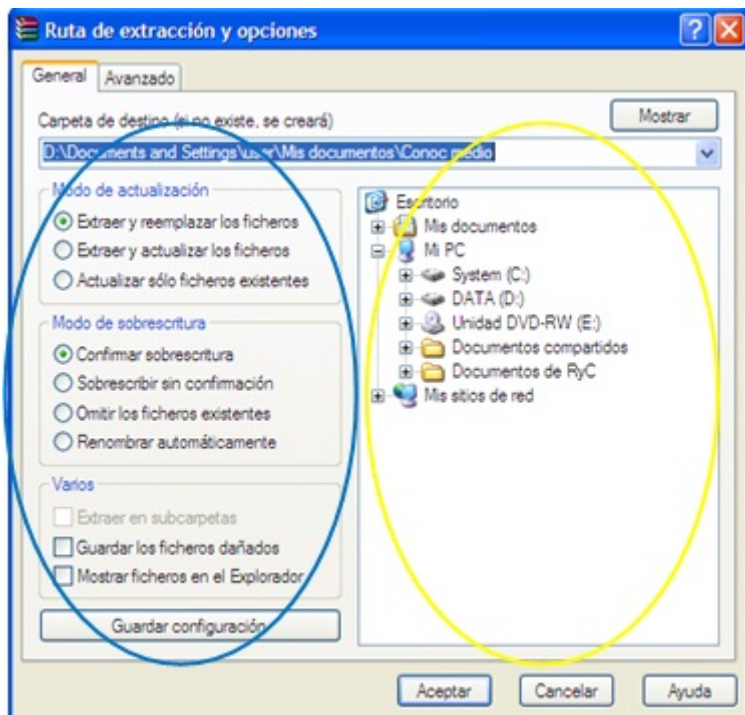 Ruta de extracción y opciones
General Avanzado
Carpeta de destino (si no existe, se creará)
Mostrar
D:\Documents and Settings\user\Mis documentos\Conoc medio
Modo de actualización
Extraer y reemplazar los ficheros
Extraer y actualizar los ficheros
Actualizar sólo ficheros existentes
Modo de sobrescritura
Confirmar sobrescritura
Sobrescribir sin confirmación
Omitir los ficheros existentes
Renombrar automáticamente
Varios
Extraer en subcarpetas
Guardar los ficheros dañados
Mostrar ficheros en el Explorador
Guardar configuración
Escritorio
Mis documentos
Mi PC
System (C:)
DATA (D:)
Unidad DVD-RW (E:)
Documentos compartidos
Documentos de RyC
Mis sitios de red
Aceptar Cancelar Ayuda